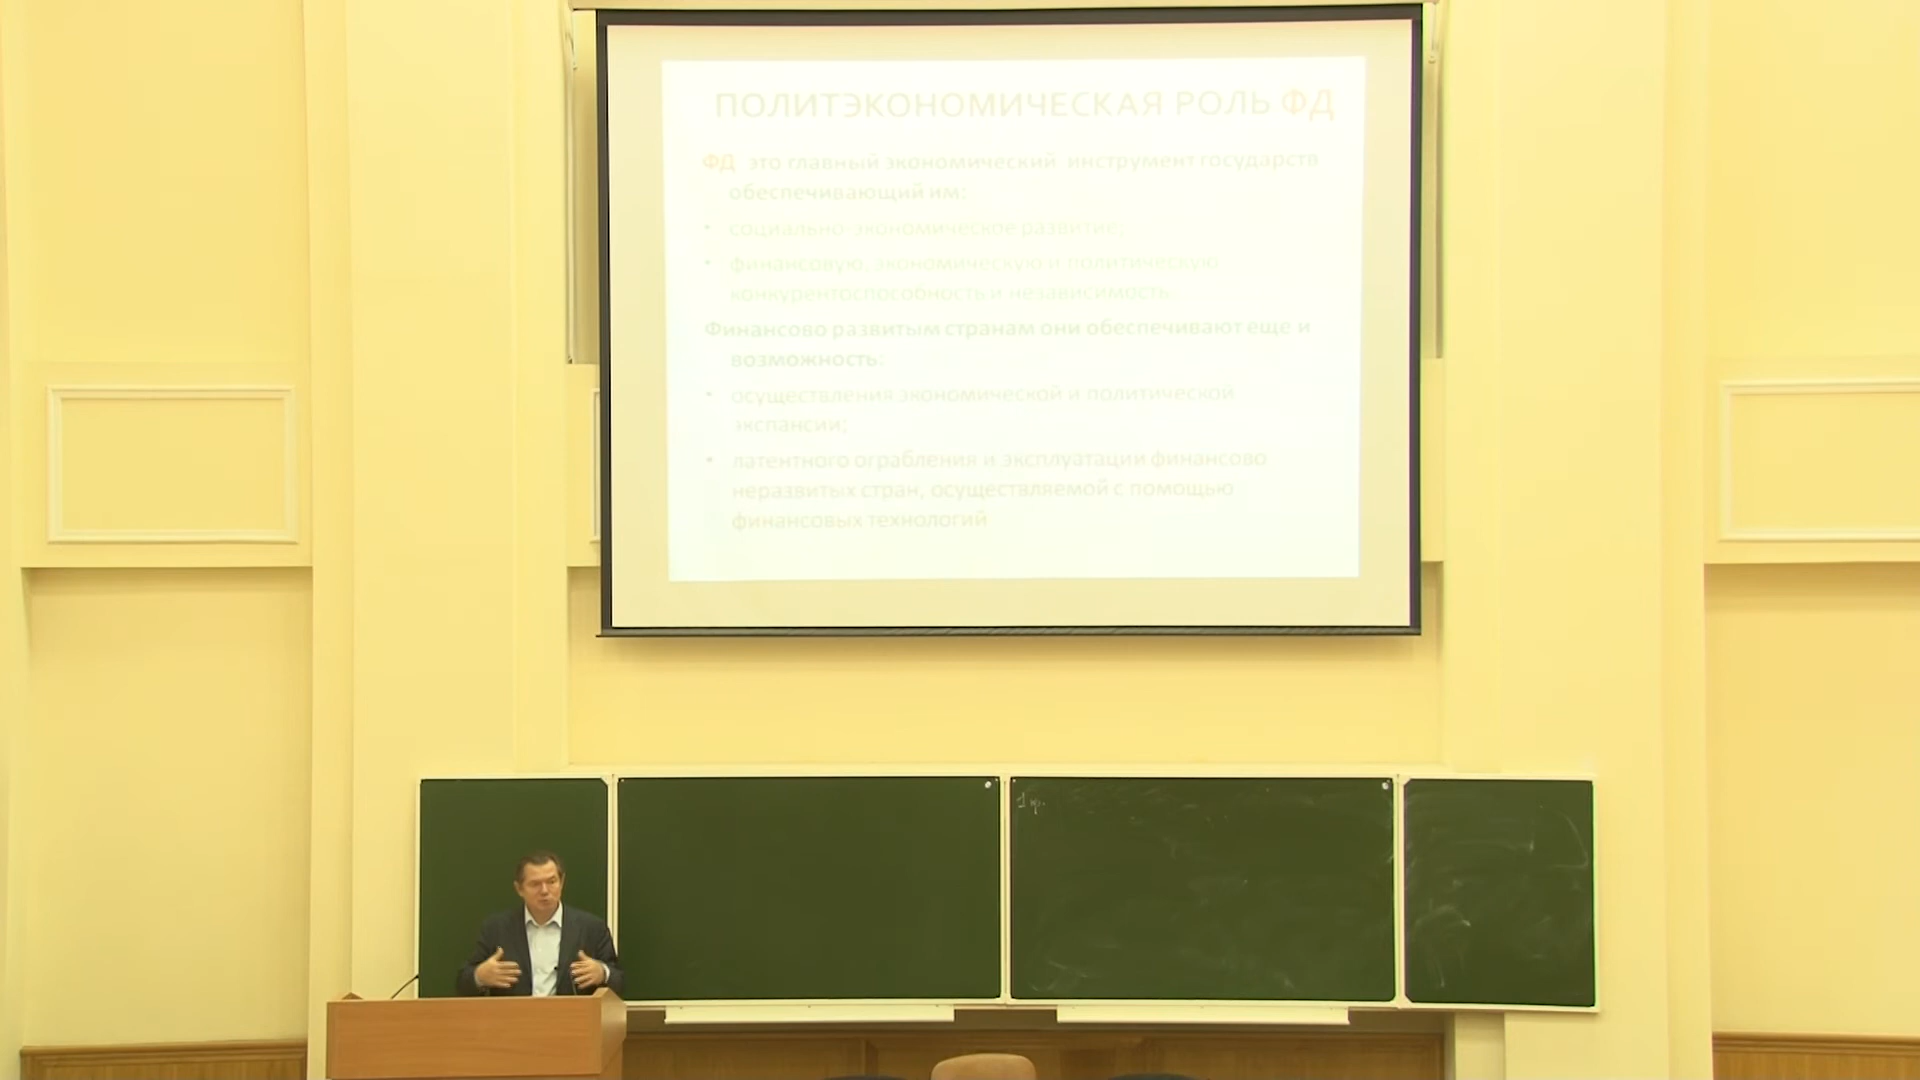 ПОЛИТЭКОНОМИЧЕСКАЯ РОЛЬ ФД
ФД это главный экономический инструмент государств
обеспечивающий им:
• социально-экономическое развитие;
• финансовую, экономическую и политическую
конкурентоспособность и независимость.
Финансово развитым странам они обеспечивают еще и
возможность:
• осуществления экономической и политической
экспансии;
• латентного ограбления и эксплуатации финансово
неразвитых стран, осуществляемой с помощью
финансовых технологий